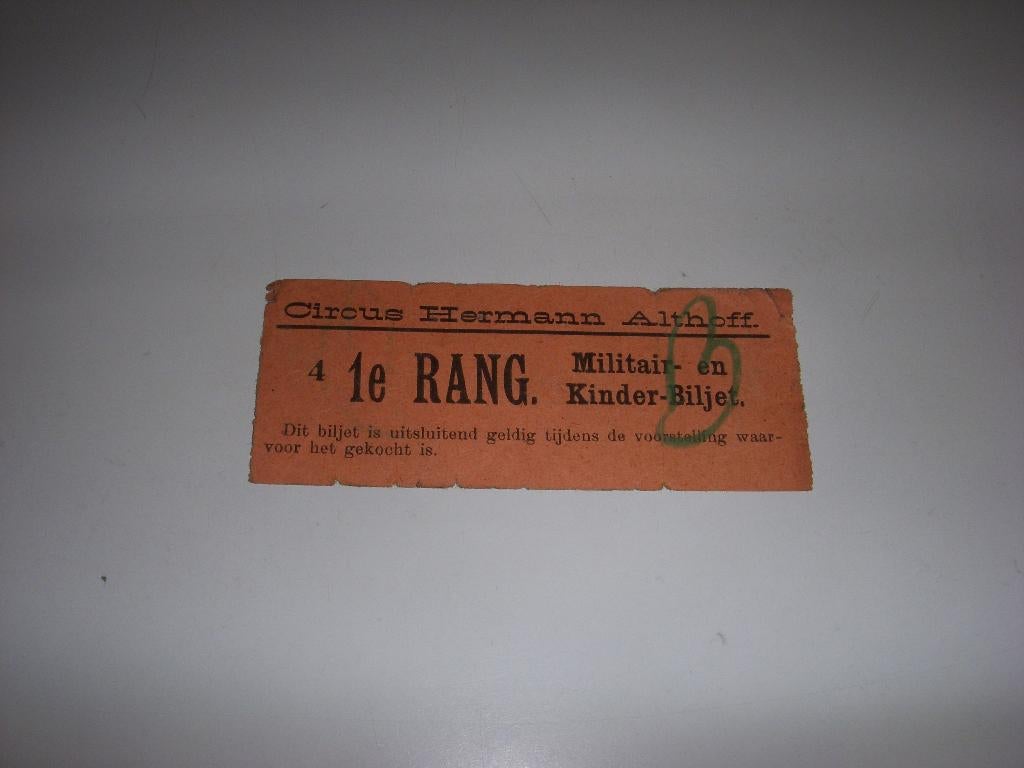 Circus Hermann Althoff.
4 1e RANG. Militair- en
Kinder-Biljet.
Dit biljet is uitsluitend geldig tijdens de voorstelling waar-
voor het gekocht is.